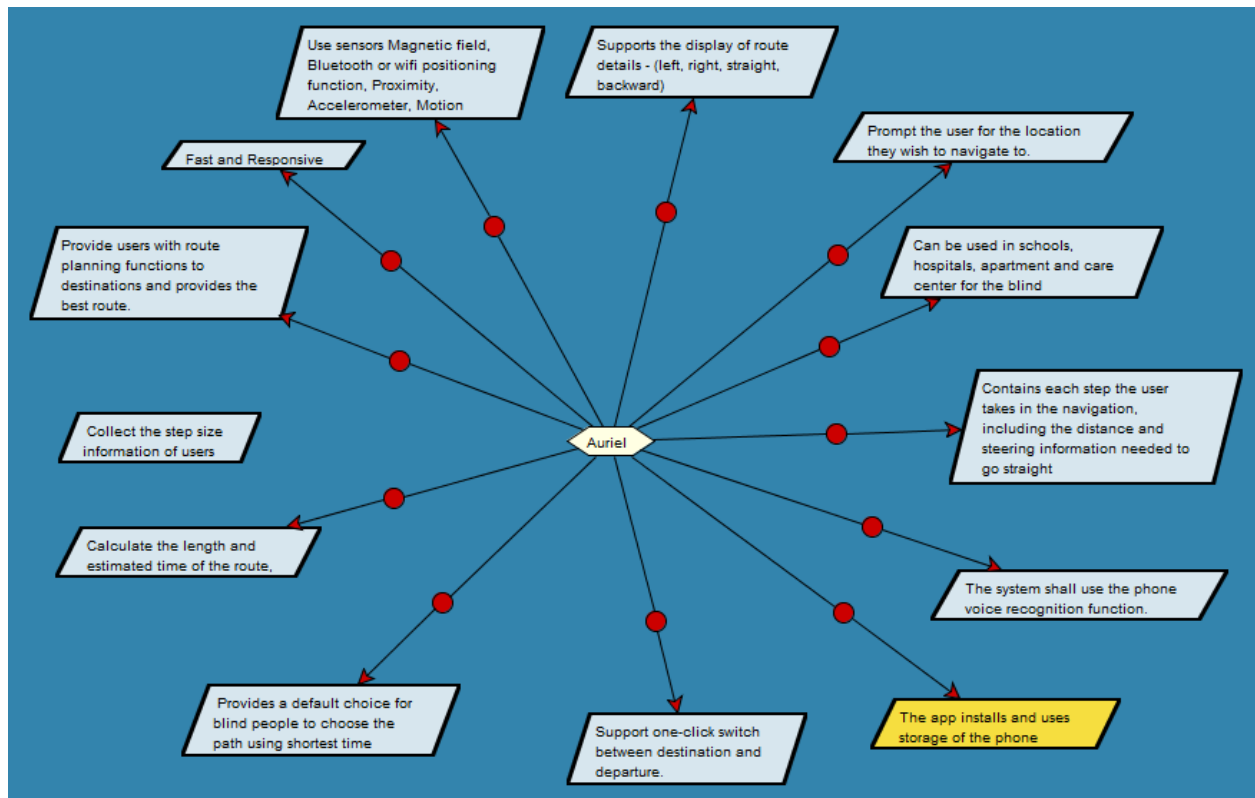 Use sensors Magnetic field,
Bluetooth or wifi positioning
function, Proximity,
Accelerometer, Motion
Supports the display of route
details - (left, right, straight,
backward)
Prompt the user for the location
they wish to navigate to.
Fast and Responsive
Provide users with route
planning functions to
destinations and provides the
best route.
Can be used in schools,
hospitals, apartment and care
center for the blind
Contains each step the user
takes in the navigation,
including the distance and
steering information needed to
go straight
Collect the step size
information of users
Auriel
Calculate the length and
estimated time of the route,
The system shall use the phone
voice recognition function.
Provides a default choice for
blind people to choose the
path using shortest time
Support one-click switch
between destination and
departure.
The app installs and uses
storage of the phone